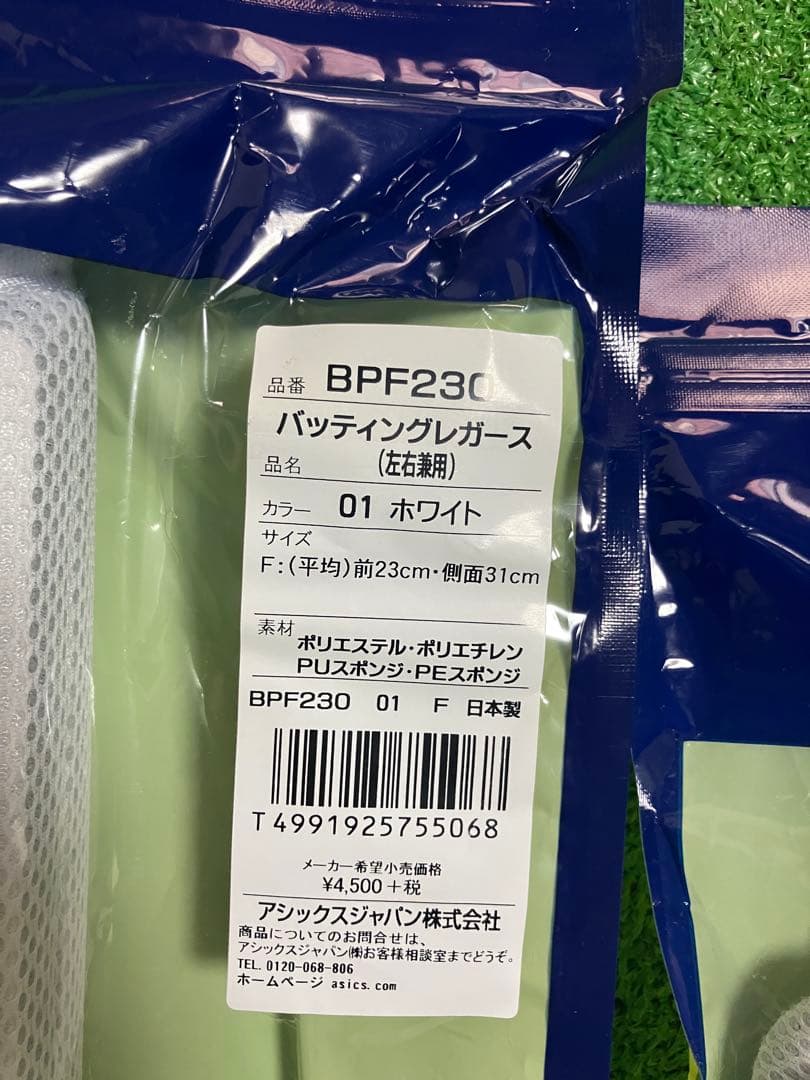 品番 BPF230
バッティングレガース
品名 (左右兼用)
カラー 01 ホワイト
サイズ
F:(平均)前23cm・側面31cm
素材
ポリエステル・ポリエチレン
PUスポンジ・PEスポンジ
BPF230 01 F 日本製
T 4991925755068
メーカー希望小売価格
¥4,500+税
アシックスジャパン株式会社
商品についてのお問合せは、
アシックスジャパン㈱お客様相談室までどうぞ。
TEL. 0120-068-806
ホームページ asics.com